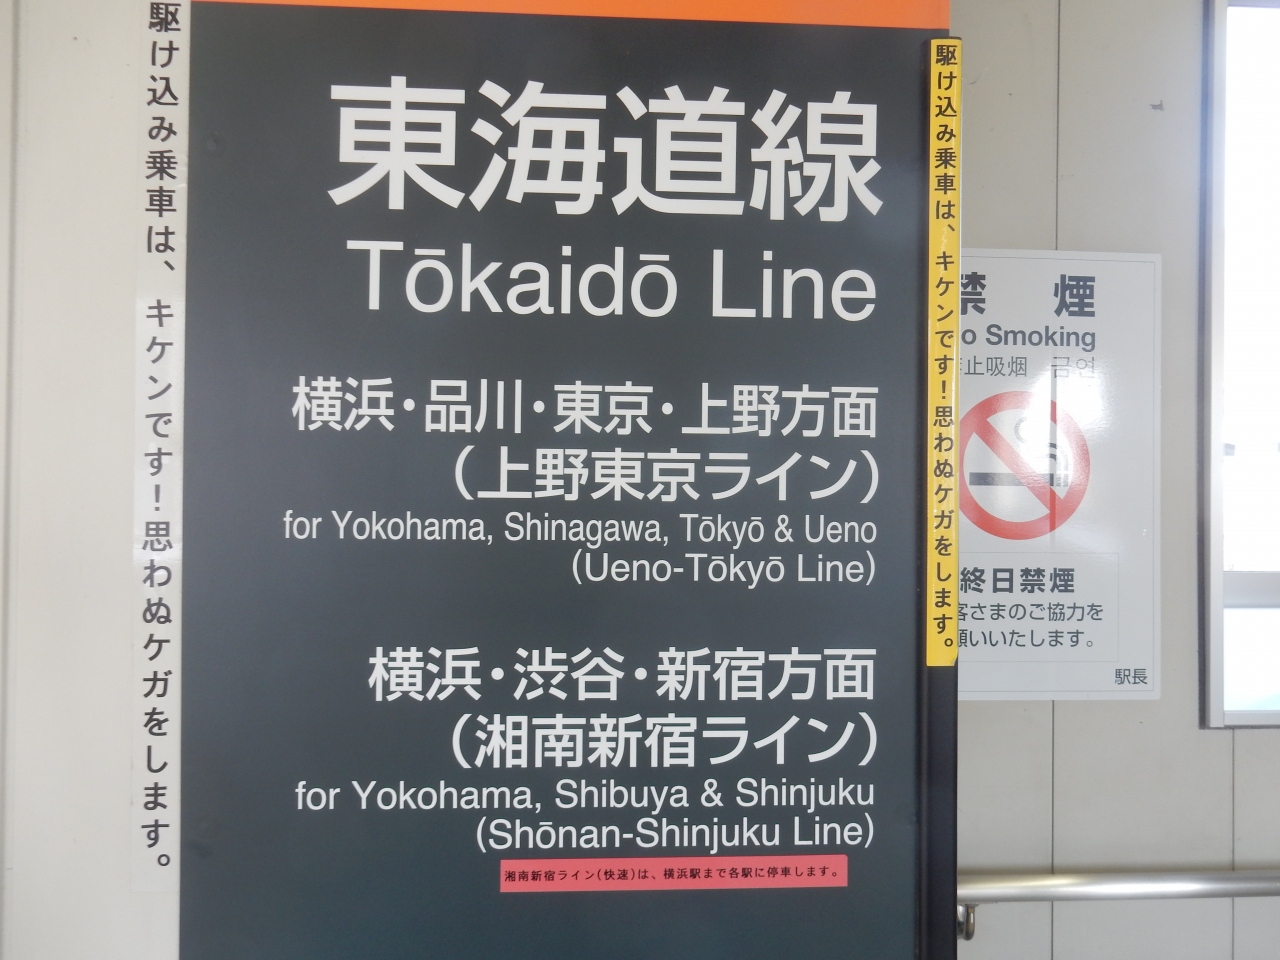 駆け込み乗車は、キケンです!思わぬケガをします。
東海道線
Tōkaidō Line
横浜・品川・東京・上野方面
(上野東京ライン)
for Yokohama, Shinagawa, Tōkyō & Ueno
(Ueno-Tōkyō Line)
横浜・渋谷・新宿方面
(湘南新宿ライン)
for Yokohama, Shibuya & Shinjuku
(Shōnan-Shinjuku Line)
湘南新宿ライン(快速)は、横浜駅まで各駅に停車します。
駆け込み乗車は、キケンです!思わぬケガをします。
禁 煙
o Smoking
止吸烟 금연
終日禁煙
客さまのご協力を
願いいたします。
駅長